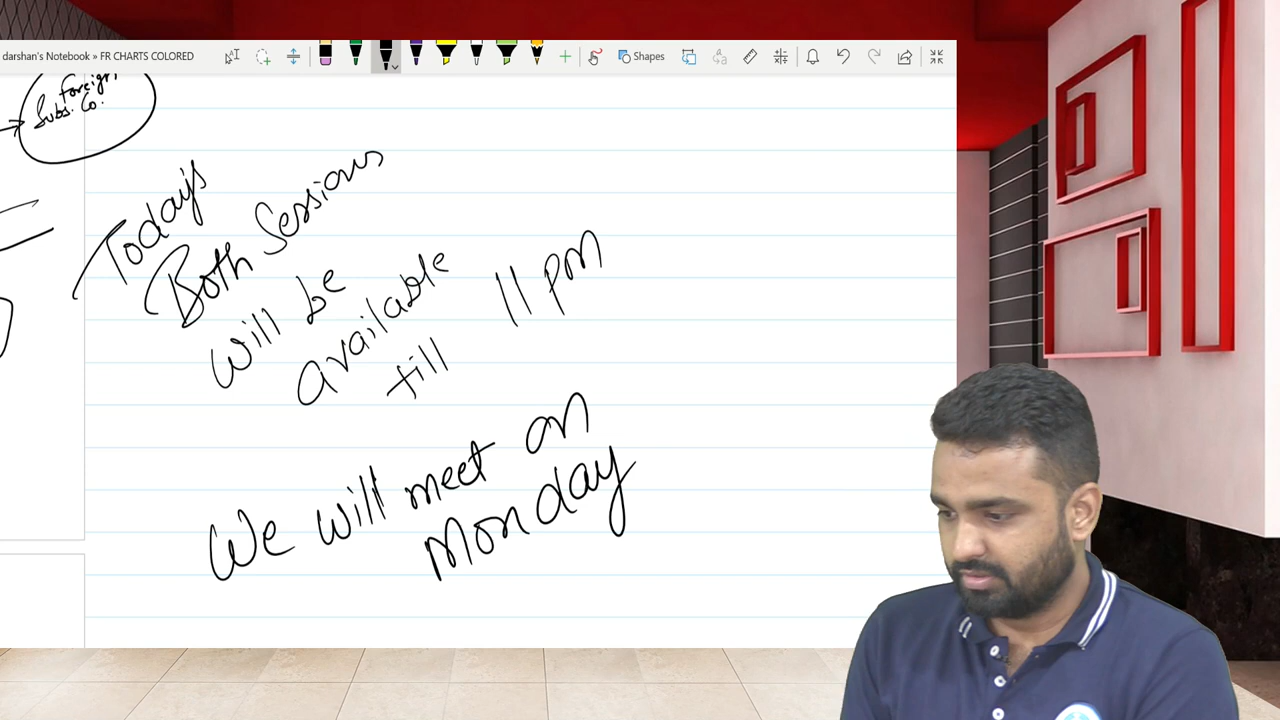 darshan's Notebook » FR CHARTS COLORED
Shapes
foreign
Subs. Co.
Today's
Both Sessions
will be
available
till 11 PM
We will meet on
Monday